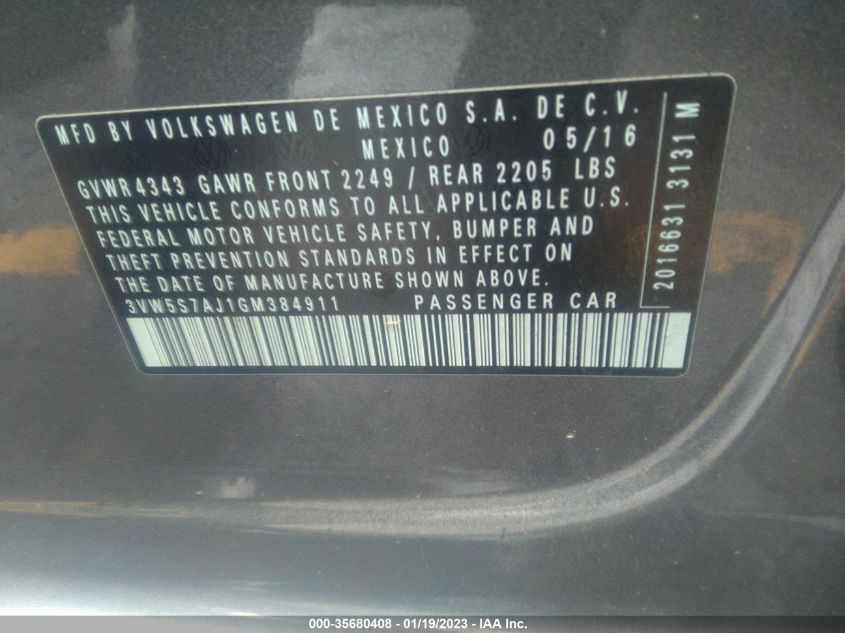 MFD BY VOLKSWAGEN DE MEXICO S.A. DE C.V.
MEXICO 05/16
GVWR 4343 GAWR FRONT 2249 / REAR 2205 LBS
THIS VEHICLE CONFORMS TO ALL APPLICABLE U.S.
FEDERAL MOTOR VEHICLE SAFETY, BUMPER AND
THEFT PREVENTION STANDARDS IN EFFECT ON
THE DATE OF MANUFACTURE SHOWN ABOVE.
3VW5S7AJ1GM384911 PASSENGER CAR
2016631 3131 M
000-35680408 - 01/19/2023 - IAA Inc.